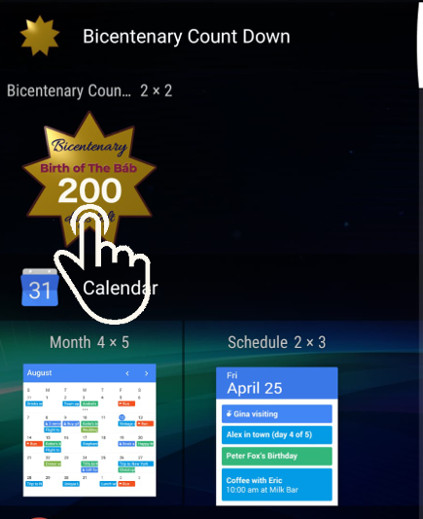 Bicentenary Count Down
Bicentenary Coun... 2 × 2
Bicentenary
Birth of The Báb
200
31 Calendar
Month 4 × 5
Schedule 2 × 3
August
Fri
April 25
Gina visiting
Alex in town (day 4 of 5)
Peter Fox's Birthday
Coffee with Eric
10:00 am at Milk Bar